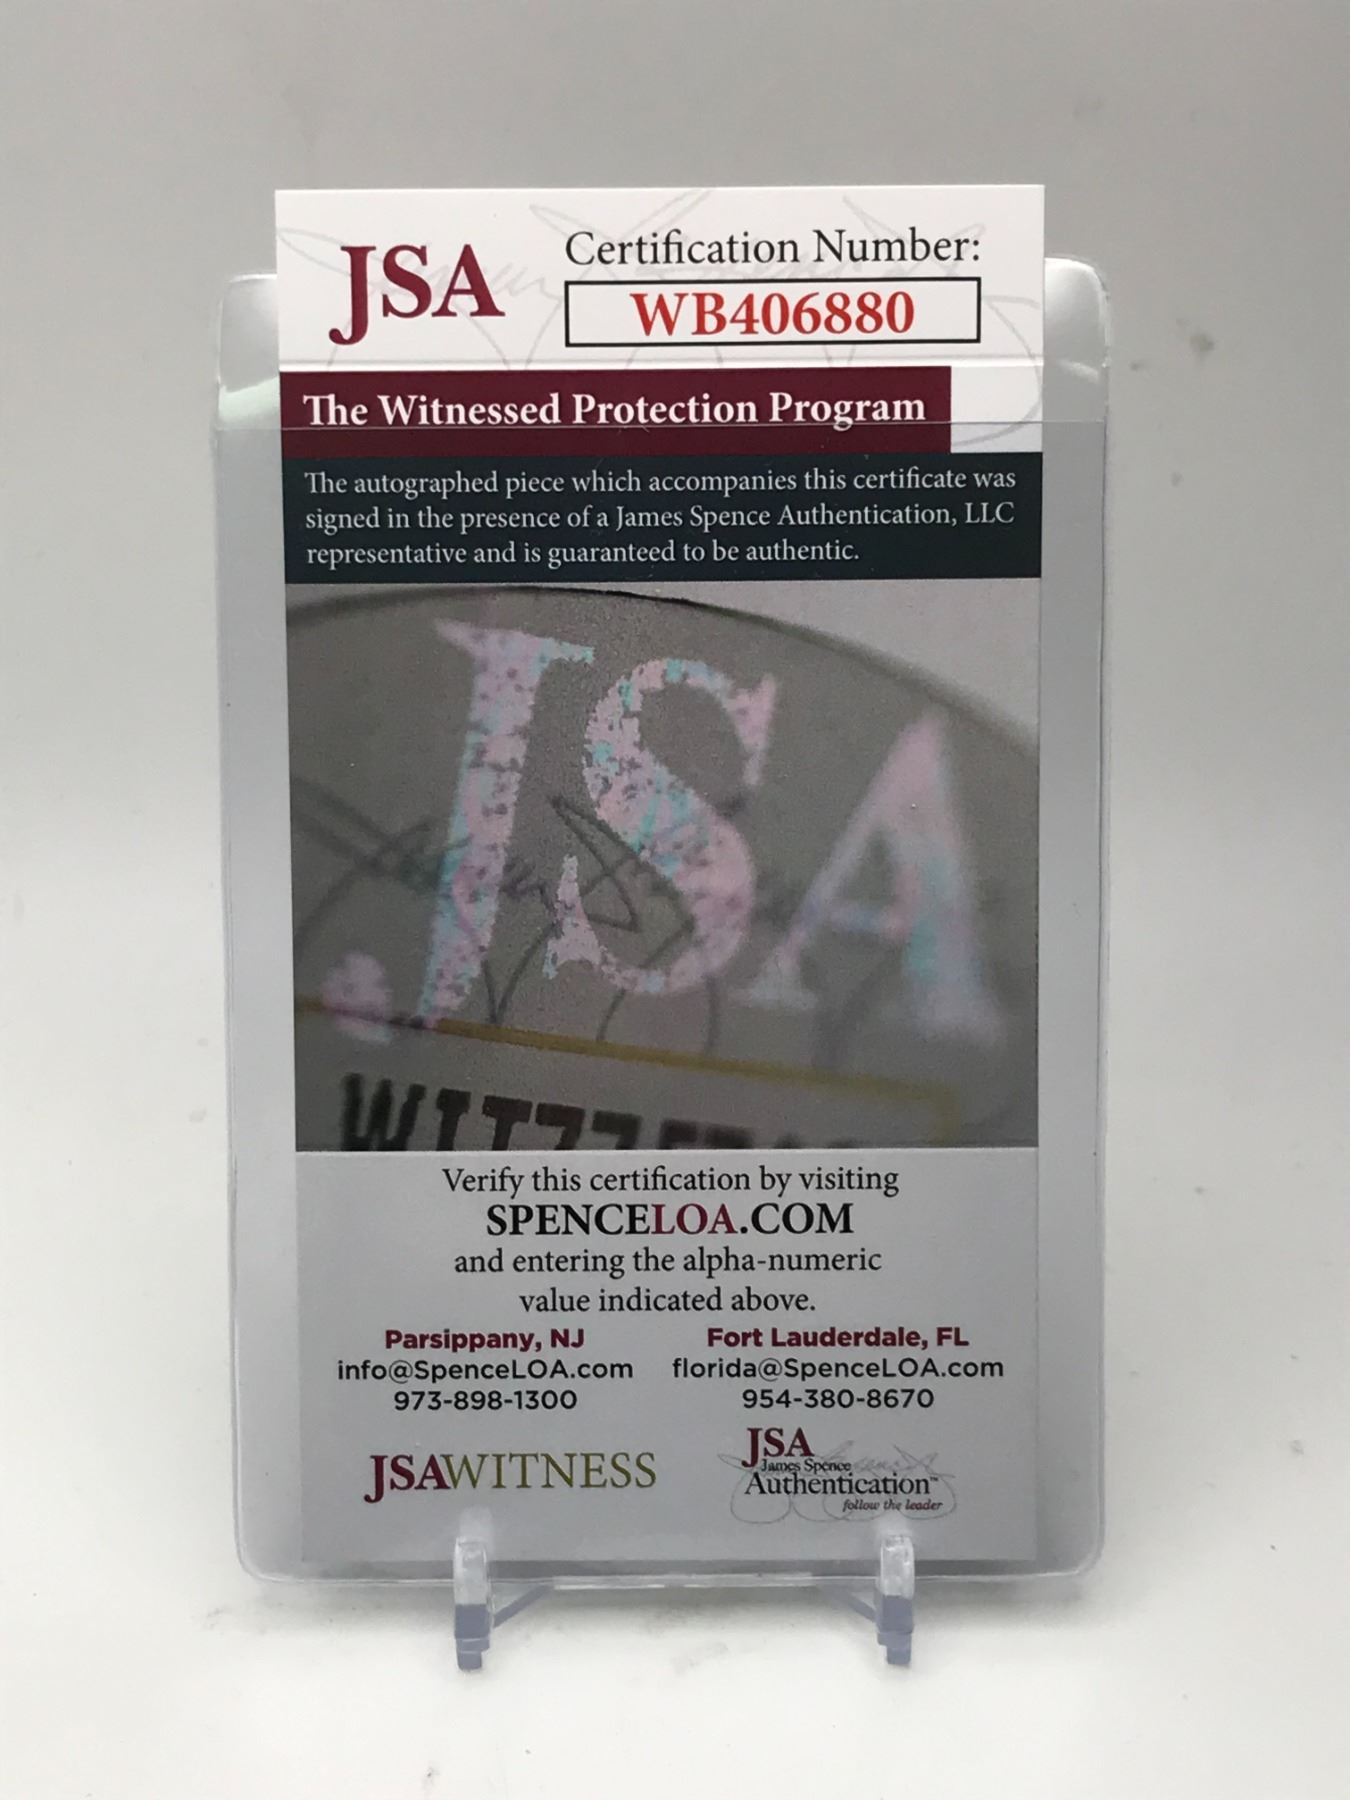 JSA
Certification Number:
WB406880
The Witnessed Protection Program
The autographed piece which accompanies this certificate was
signed in the presence of a James Spence Authentication, LLC
representative and is guaranteed to be authentic.
JSA
Verify this certification by visiting
SPENCELOA.COM
and entering the alpha-numeric
value indicated above.
Parsippany, NJ
info@SpenceLOA.com
973-898-1300
Fort Lauderdale, FL
florida@SpenceLOA.com
954-380-8670
JSAWITNESS
JSA
James Spence
Authentication™
follow the leader